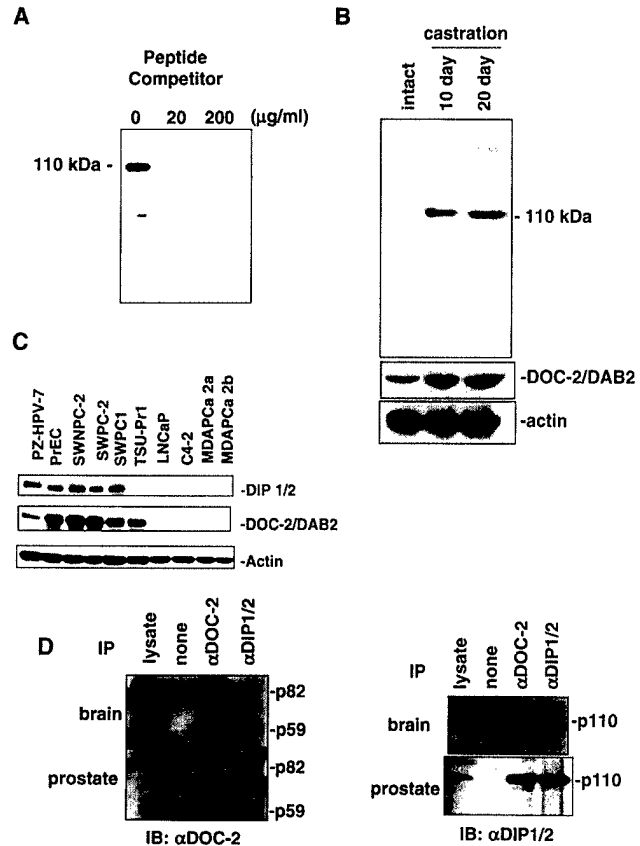 A
Peptide
Competitor
0 20 200 (μg/ml)
110 kDa -
B
castration
intact
10 day
20 day
- 110 kDa
-DOC-2/DAB2
-actin
C
PZ-HPV-7
PrEC
SWNPC-2
SWPC-2
SWPC1
TSU-Pr1
LNCaP
C4-2
MDAPCa 2a
MDAPCa 2b
-DIP 1/2
-DOC-2/DAB2
-Actin
D
IP
lysate
none
αDOC-2
αDIP1/2
brain
-p82
-p59
prostate
-p82
-p59
IB: αDOC-2
IP
lysate
none
αDOC-2
αDIP1/2
brain
-p110
prostate
-p110
IB: αDIP1/2